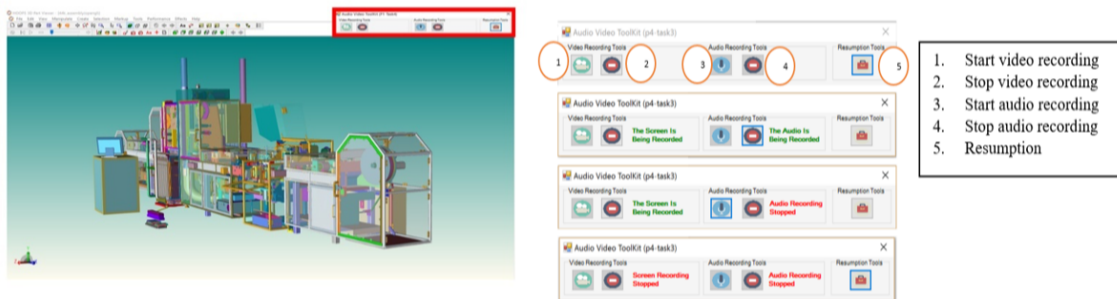 File Edit View
Audio Video ToolKit (p4-task3)
Video Recording Tools Audio Recording Tools Resumption Tools
1 2 3 4 5
Audio Video ToolKit (p4-task3)
Video Recording Tools Audio Recording Tools Resumption Tools
The Screen Is The Audio Is
Being Recorded Being Recorded
Audio Video ToolKit (p4-task3)
Video Recording Tools Audio Recording Tools Resumption Tools
The Screen Is Audio Recording
Being Recorded Stopped
Audio Video ToolKit (p4-task3)
Video Recording Tools Audio Recording Tools Resumption Tools
Screen Recording Audio Recording
Stopped Stopped
1. Start video recording
2. Stop video recording
3. Start audio recording
4. Stop audio recording
5. Resumption